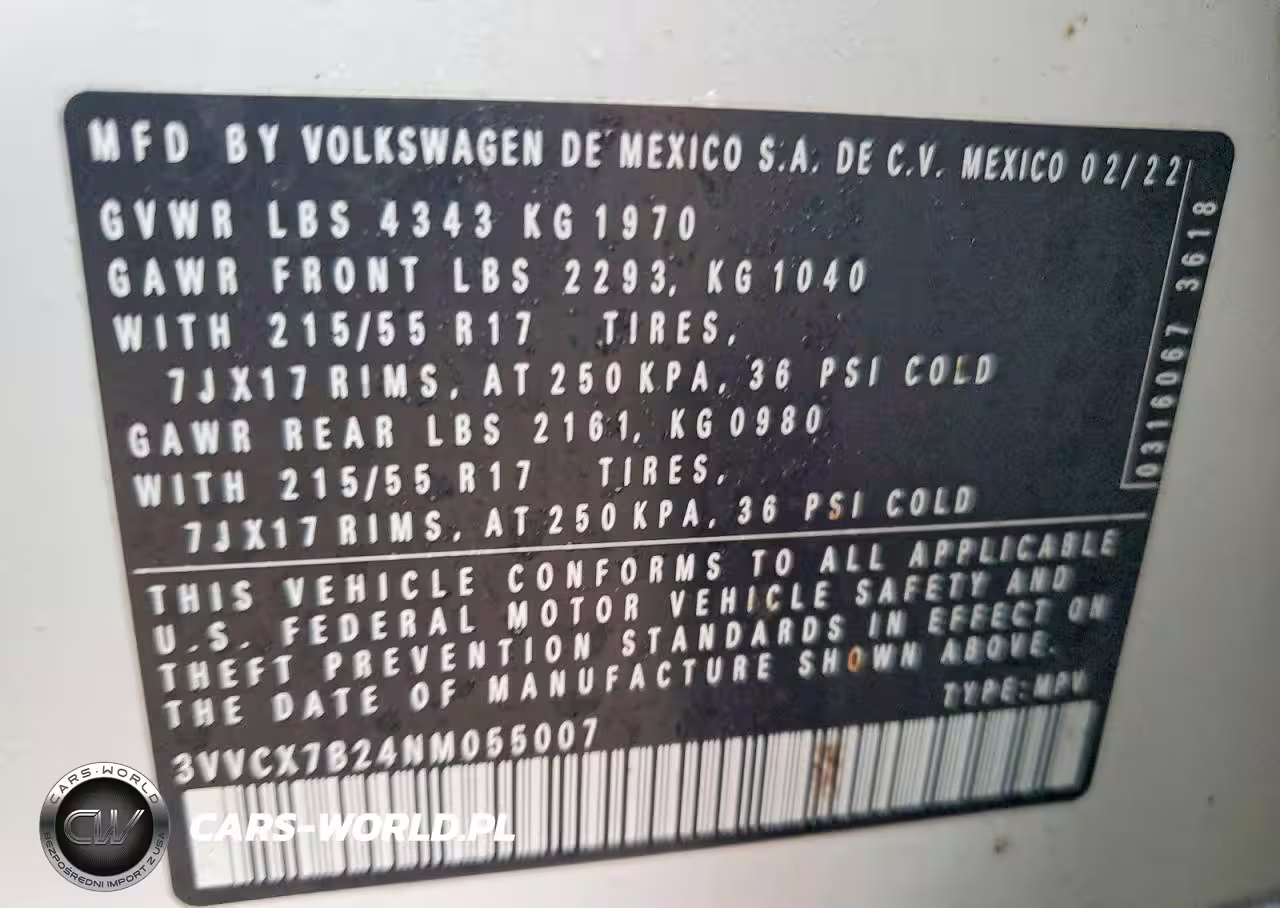 MFD BY VOLKSWAGEN DE MEXICO S.A. DE C.V. MEXICO 02/22
GVWR LBS 4343 KG 1970
GAWR FRONT LBS 2293, KG 1040
WITH 215/55 R17 TIRES,
7JX17 RIMS, AT 250 KPA, 36 PSI COLD
GAWR REAR LBS 2161, KG 0980
WITH 215/55 R17 TIRES,
7JX17 RIMS, AT 250 KPA, 36 PSI COLD
0316067 3618
THIS VEHICLE CONFORMS TO ALL APPLICABLE
U.S. FEDERAL MOTOR VEHICLE SAFETY AND
THEFT PREVENTION STANDARDS IN EFFECT ON
THE DATE OF MANUFACTURE SHOWN ABOVE.
TYPE: MPV
3VVCX7B24NM055007
CARS-WORLD
CW
BEZPOŚREDNI IMPORT Z USA
CARS-WORLD.PL